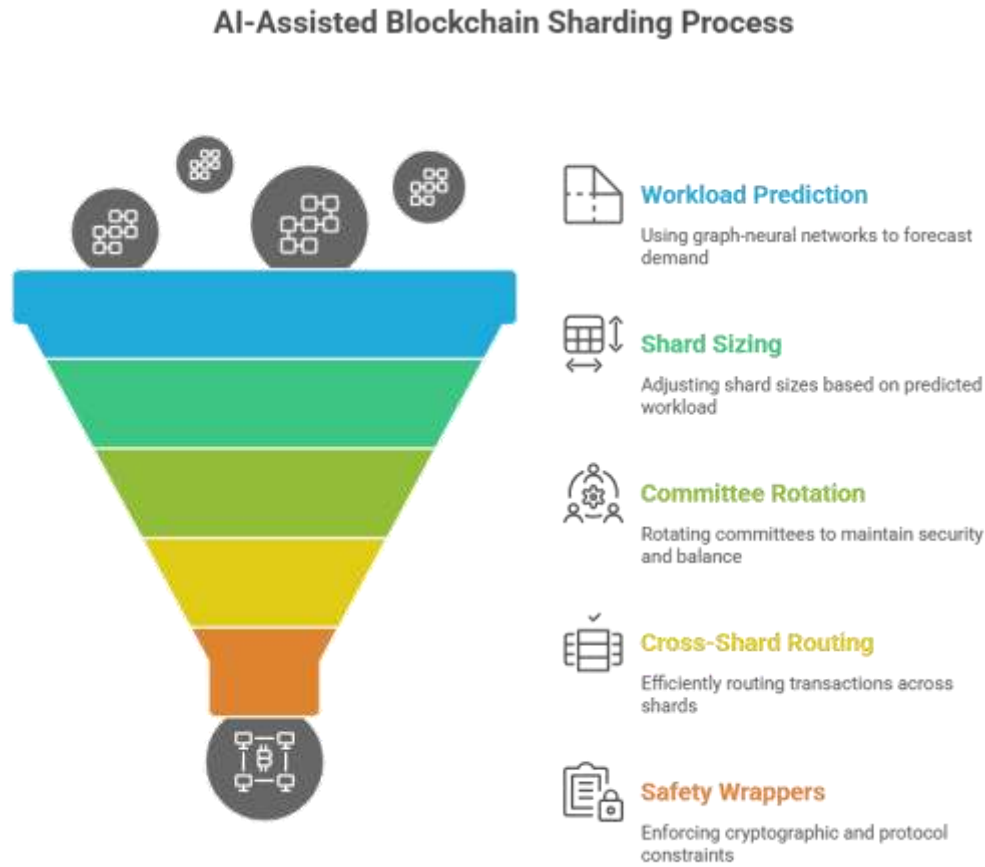 AI-Assisted Blockchain Sharding Process
Workload Prediction
Using graph-neural networks to forecast
demand
Shard Sizing
Adjusting shard sizes based on predicted
workload
Committee Rotation
Rotating committees to maintain security
and balance
Cross-Shard Routing
Efficiently routing transactions across
shards
Safety Wrappers
Enforcing cryptographic and protocol
constraints